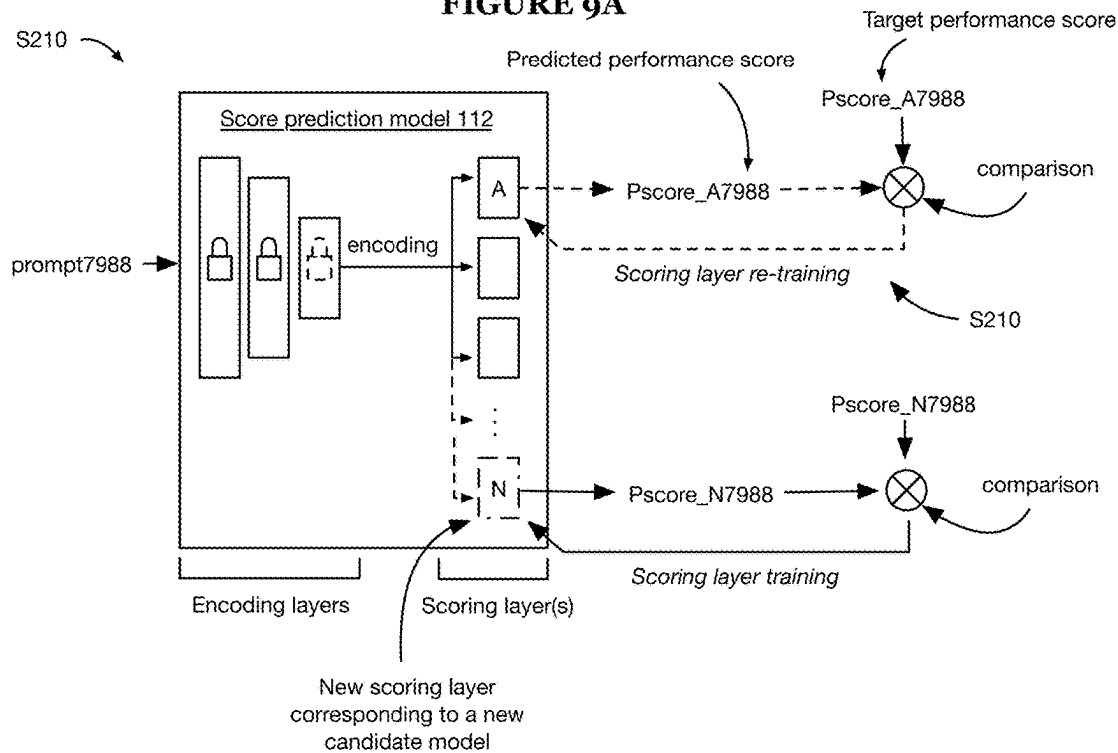 FIGURE 9A
S210
Target performance score
Predicted performance score
Pscore_A7988
Score prediction model 112
A
Pscore_A7988
comparison
encoding
prompt7988
Scoring layer re-training
S210
Pscore_N7988
N
Pscore_N7988
comparison
Scoring layer training
Encoding layers
Scoring layer(s)
New scoring layer
corresponding to a new
candidate model